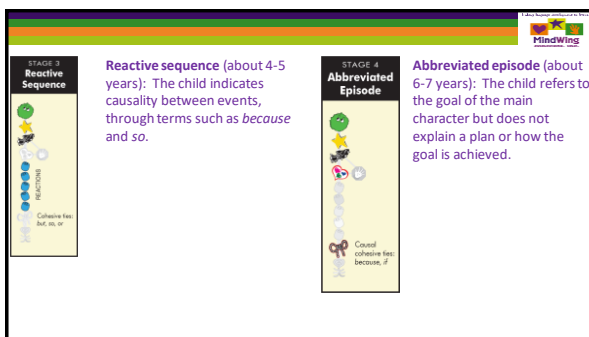 MindWing
STAGE 3
Reactive
Sequence
REACTIONS
Cohesive ties:
but, so, or
Reactive sequence (about 4-5
years): The child indicates
causality between events,
through terms such as because
and so.
STAGE 4
Abbreviated
Episode
Causal
cohesive ties:
because, if
Abbreviated episode (about
6-7 years): The child refers to
the goal of the main
character but does not
explain a plan or how the
goal is achieved.